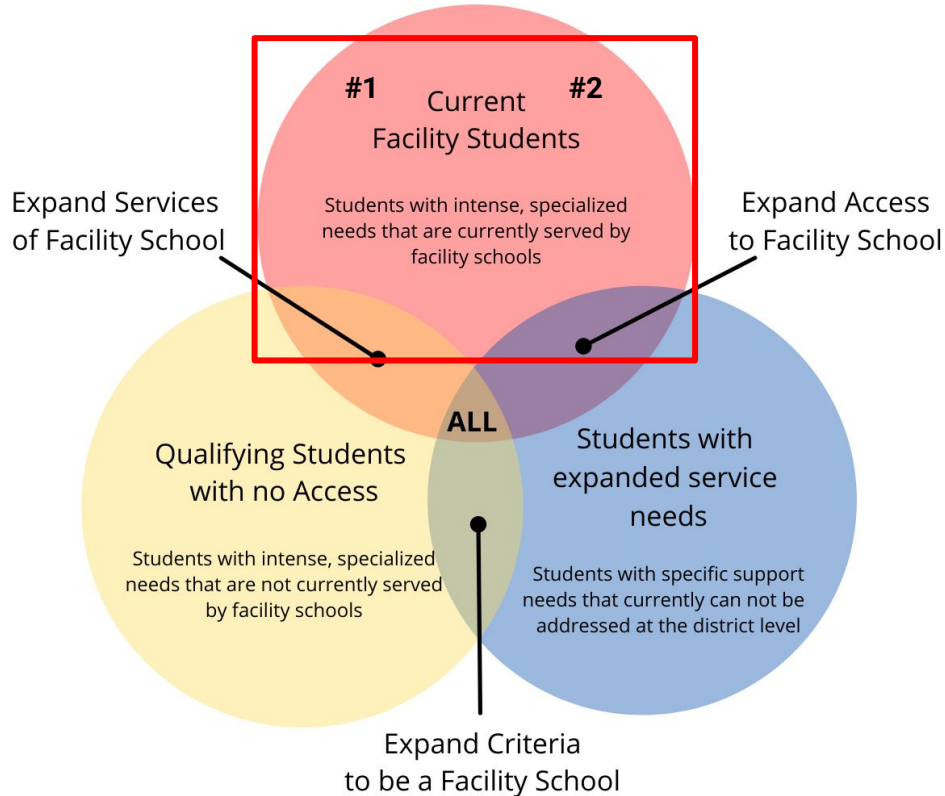 #1
#2
Current
Facility Students
Students with intense, specialized
needs that are currently served by
facility schools
Expand Services
of Facility School
Expand Access
to Facility School
ALL
Qualifying Students
with no Access
Students with intense, specialized
needs that are not currently served
by facility schools
Students with
expanded service
needs
Students with specific support
needs that currently can not be
addressed at the district level
Expand Criteria
to be a Facility School